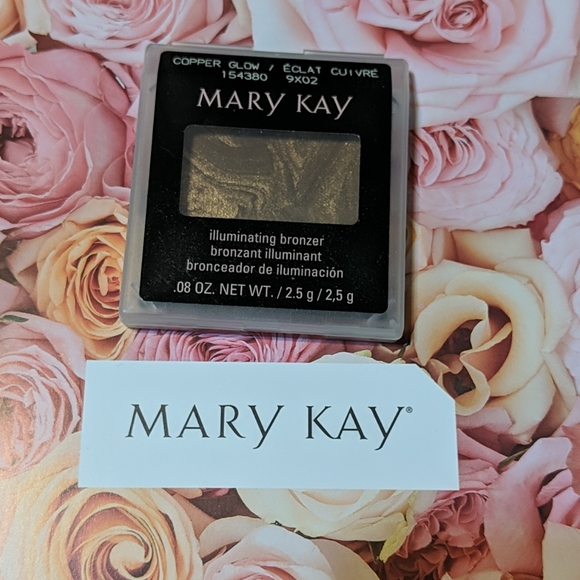 COPPER GLOW / ÉCLAT CUIVRÉ
154380 9X02
MARY KAY
illuminating bronzer
bronzant illuminant
bronceador de iluminación
.08 OZ. NET WT. / 2.5 g / 2,5 g
MARY KAY®